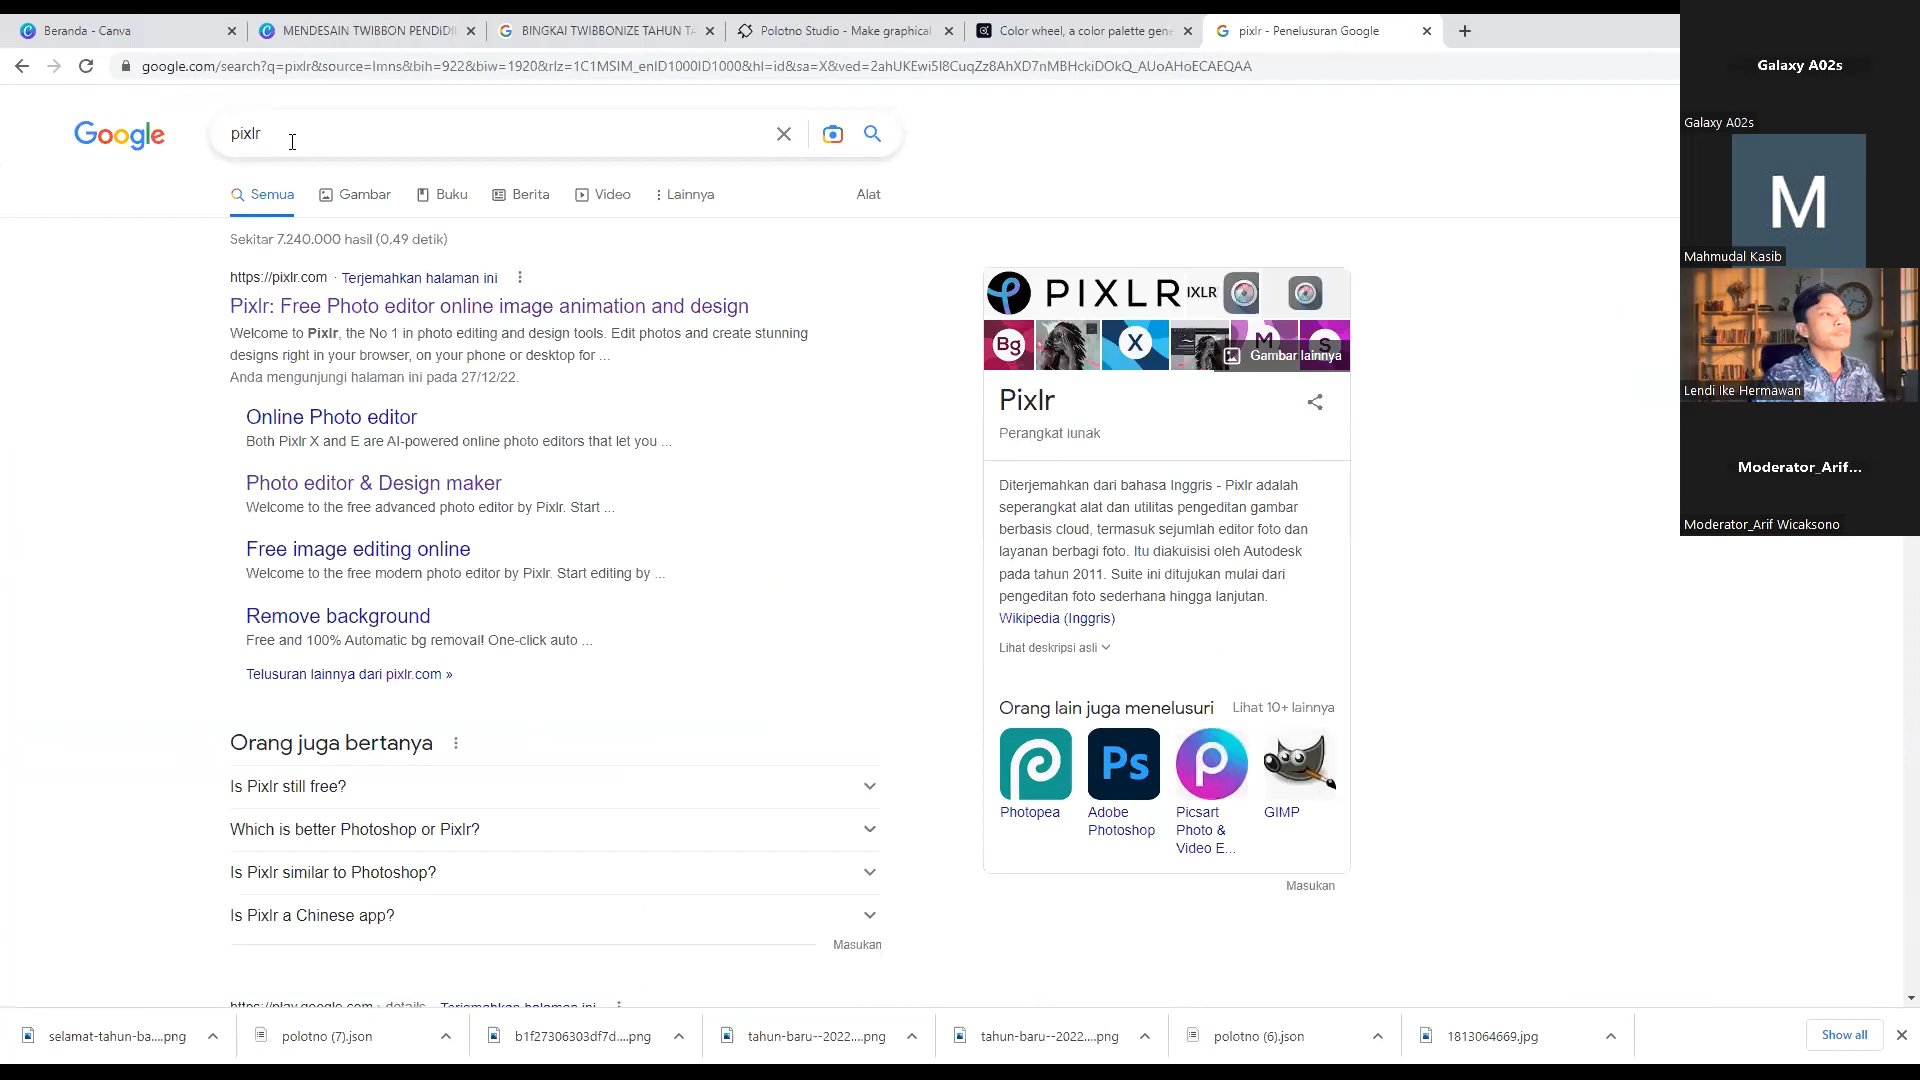 Beranda - Canva
MENDESAIN TWIBBON PENDIDI
BINGKAI TWIBBONIZE TAHUN TA
Polotno Studio - Make graphical
Color wheel, a color palette gene
pixlr - Penelusuran Google
google.com/search?q=pixlr&source=lmns&bih=922&biw=1920&rlz=1C1MSIM_enID1000ID1000&hl=id&sa=X&ved=2ahUKEwi5l8CuqZz8AhXD7nMBHckiDOkQ_AUoAHoECAEQAA
Google
pixlr
Semua
Gambar
Buku
Berita
Video
Lainnya
Alat
Sekitar 7.240.000 hasil (0,49 detik)
https://pixlr.com · Terjemahkan halaman ini
Pixlr: Free Photo editor online image animation and design
Welcome to Pixlr, the No 1 in photo editing and design tools. Edit photos and create stunning
designs right in your browser, on your phone or desktop for ...
Anda mengunjungi halaman ini pada 27/12/22.
Online Photo editor
Both Pixlr X and E are AI-powered online photo editors that let you ...
Photo editor & Design maker
Welcome to the free advanced photo editor by Pixlr. Start ...
Free image editing online
Welcome to the free modern photo editor by Pixlr. Start editing by ...
Remove background
Free and 100% Automatic bg removal! One-click auto ...
Telusuran lainnya dari pixlr.com »
Orang juga bertanya
Is Pixlr still free?
Which is better Photoshop or Pixlr?
Is Pixlr similar to Photoshop?
Is Pixlr a Chinese app?
Masukan
https://play.google.com › details
Terjemahkan halaman ini
PIXLR
IXLR
Bg
X
M
S
Gambar lainnya
Pixlr
Perangkat lunak
Diterjemahkan dari bahasa Inggris - Pixlr adalah
seperangkat alat dan utilitas pengeditan gambar
berbasis cloud, termasuk sejumlah editor foto dan
layanan berbagi foto. Itu diakuisisi oleh Autodesk
pada tahun 2011. Suite ini ditujukan mulai dari
pengeditan foto sederhana hingga lanjutan.
Wikipedia (Inggris)
Lihat deskripsi asli
Orang lain juga menelusuri
Lihat 10+ lainnya
Ps
Photopea
Adobe
Photoshop
Picsart
Photo &
Video E...
GIMP
Masukan
Galaxy A02s
Galaxy A02s
M
Mahmudal Kasib
Lendi Ike Hermawan
Moderator_Arif...
Moderator_Arif Wicaksono
selamat-tahun-ba....png
polotno (7).json
b1f27306303df7d....png
tahun-baru--2022....png
tahun-baru--2022....png
polotno (6).json
1813064669.jpg
Show all